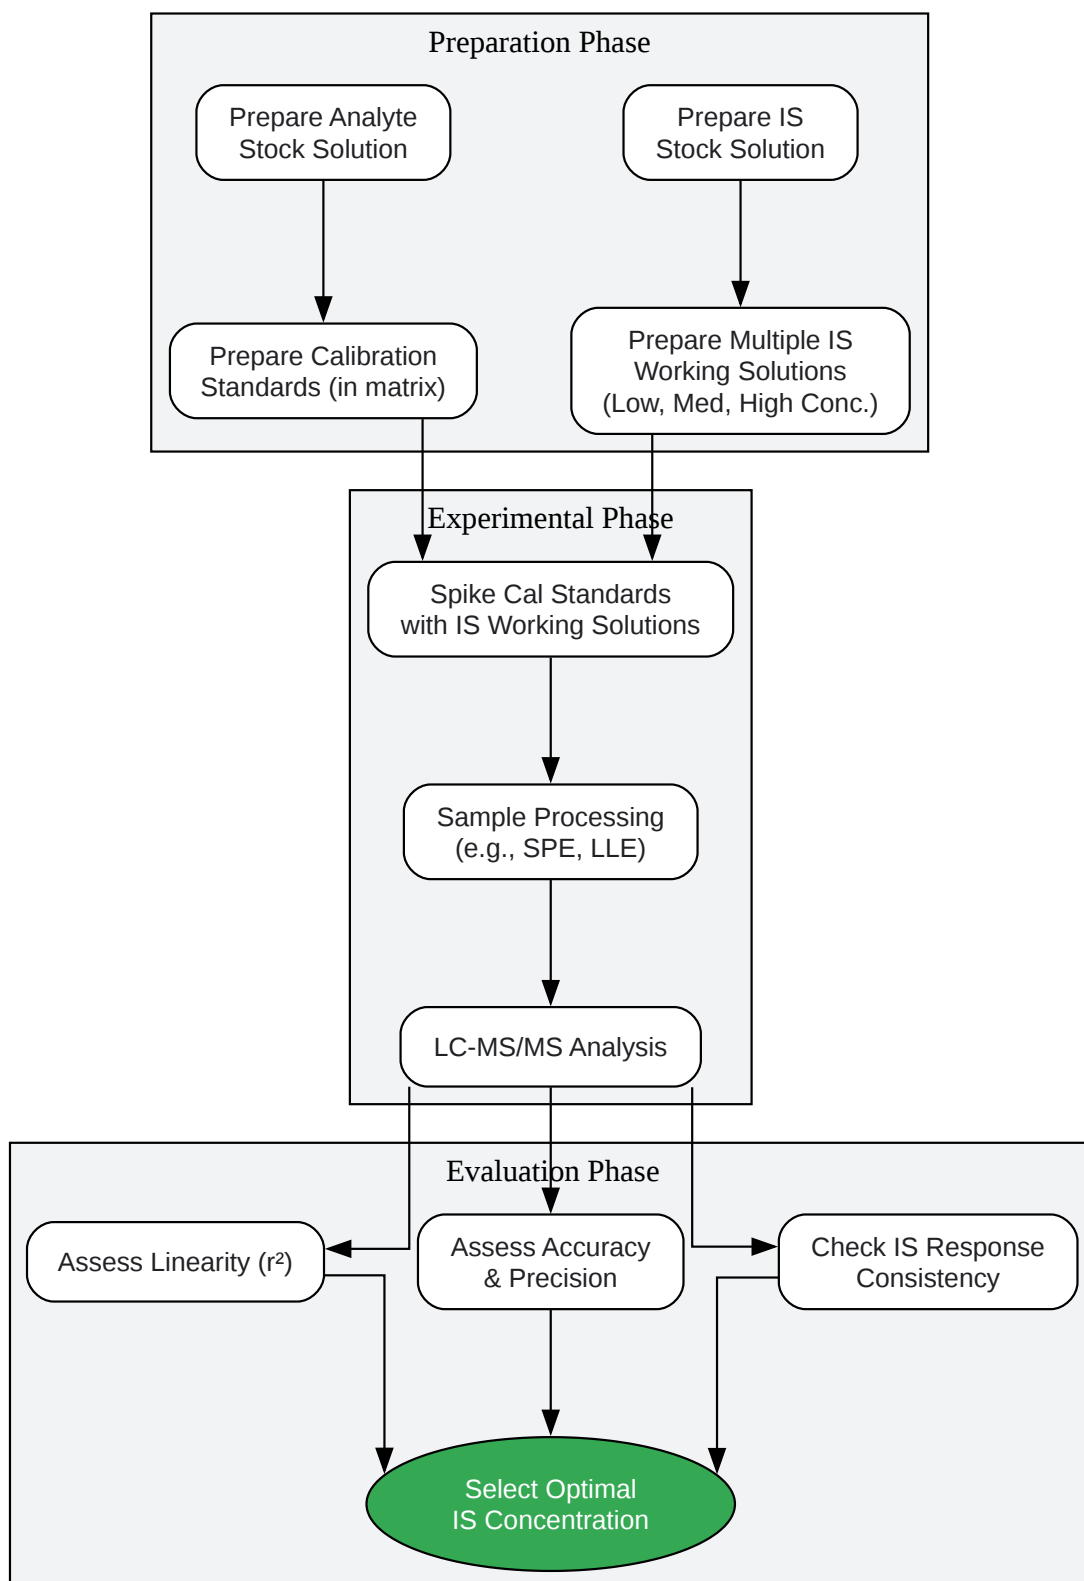 Preparation Phase
Prepare Analyte
Stock Solution
Prepare IS
Stock Solution
Prepare Calibration
Standards (in matrix)
Prepare Multiple IS
Working Solutions
(Low, Med, High Conc.)
Experimental Phase
Spike Cal Standards
with IS Working Solutions
Sample Processing
(e.g., SPE, LLE)
LC-MS/MS Analysis
Evaluation Phase
Assess Linearity (r²)
Assess Accuracy
& Precision
Check IS Response
Consistency
Select Optimal
IS Concentration